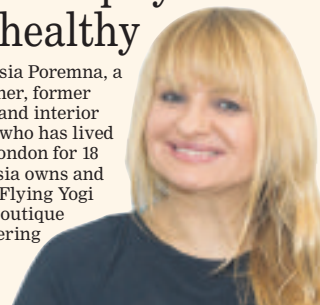 healthy
sia Poremna, a
her, former
and interior
who has lived
ondon for 18
sia owns and
Flying Yogi
outique
ering